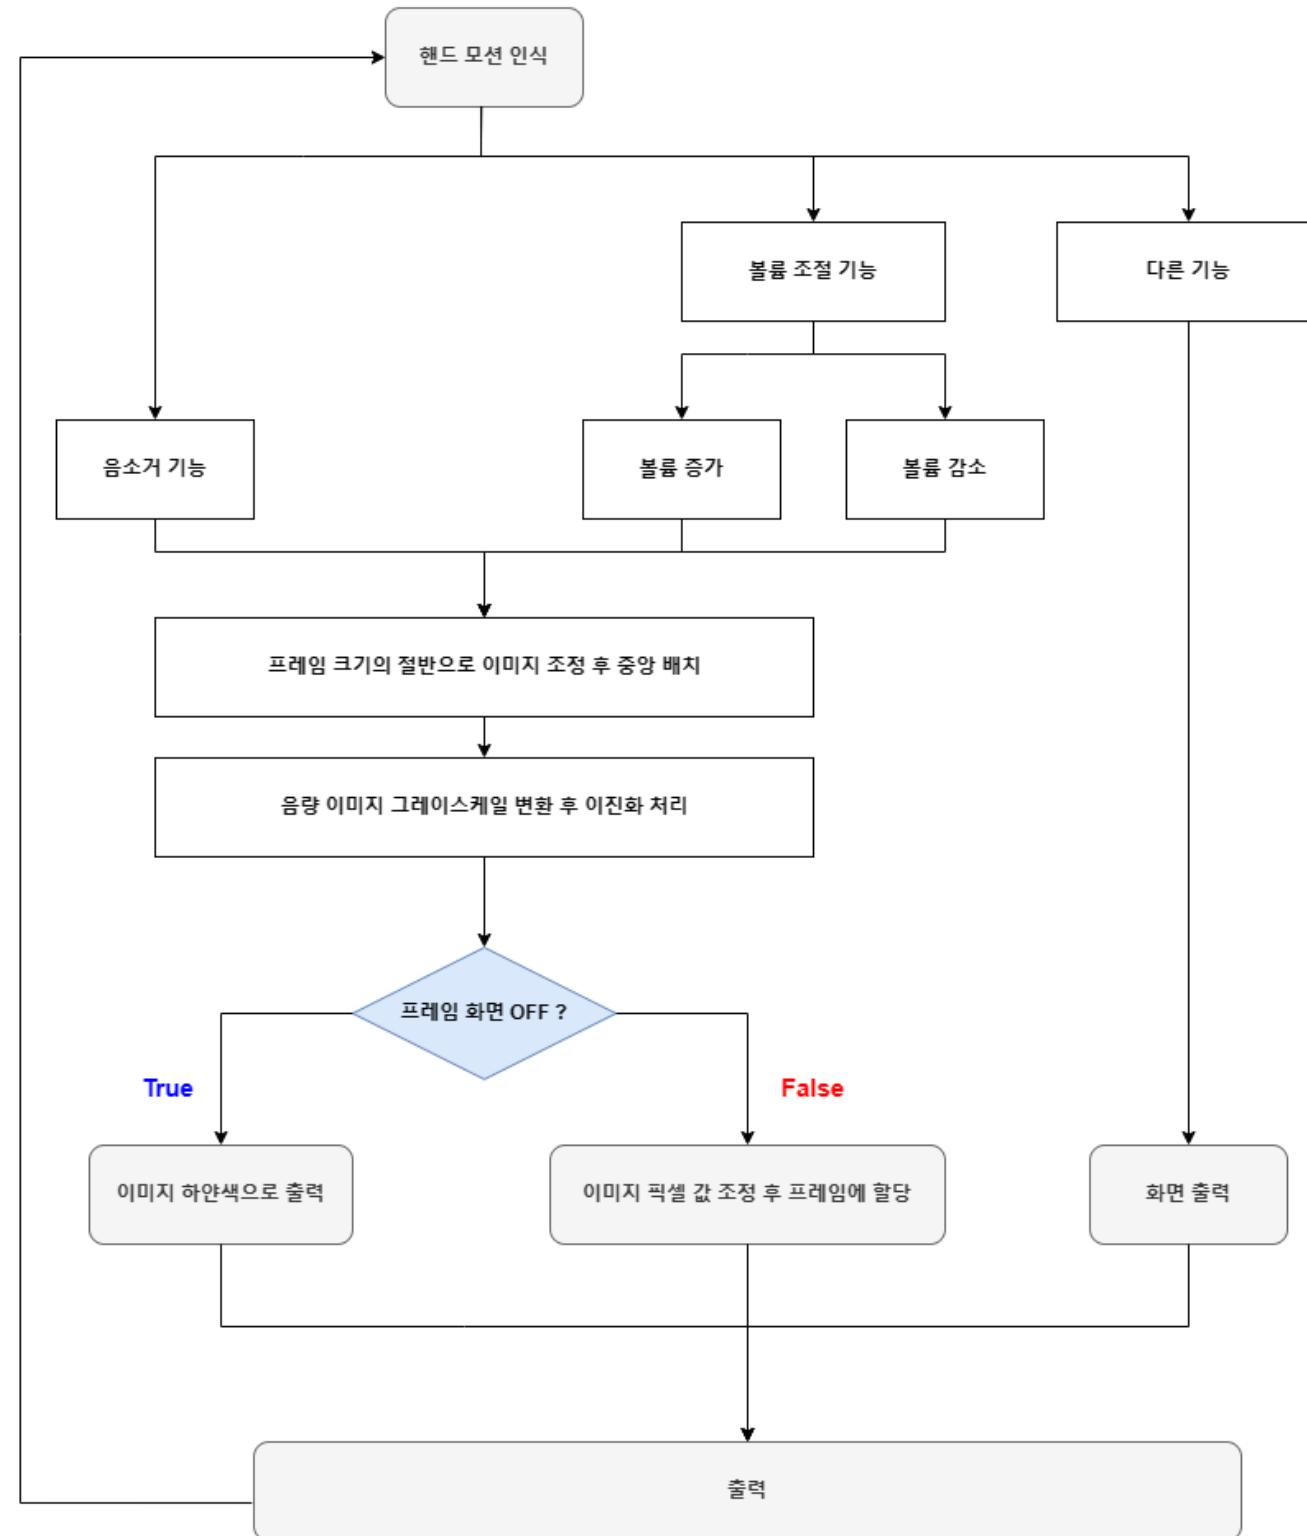 핸드 모션 인식
볼륨 조절 기능
다른 기능
음소거 기능
볼륨 증가
볼륨 감소
프레임 크기의 절반으로 이미지 조정 후 중앙 배치
음량 이미지 그레이스케일 변환 후 이진화 처리
프레임 화면 OFF ?
True
False
이미지 하얀색으로 출력
이미지 픽셀 값 조정 후 프레임에 할당
화면 출력
출력